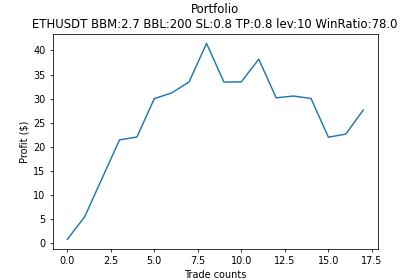 Portfolio
ETHUSDT BBM:2.7 BBL:200 SL:0.8 TP:0.8 lev:10 WinRatio:78.0
40
35
30
25
20
15
10
5
0
Profit ($)
0.0 2.5 5.0 7.5 10.0 12.5 15.0 17.5
Trade counts